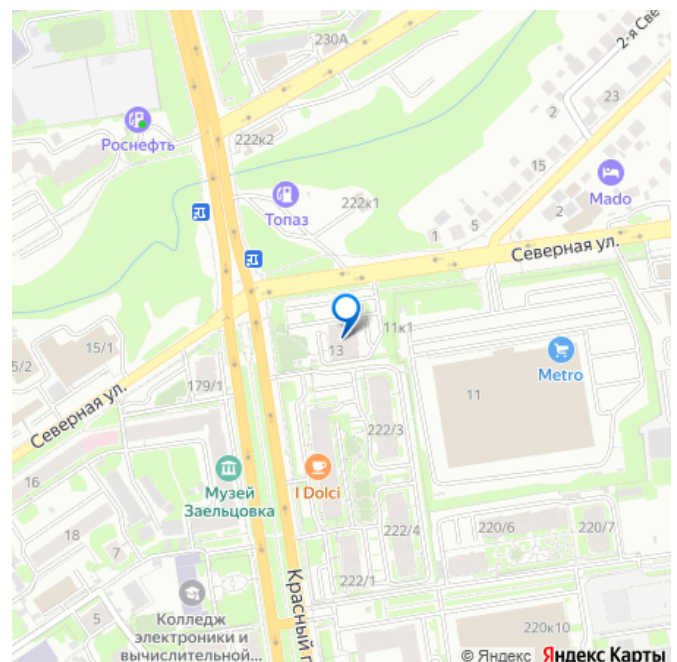 230А
2-я Све
Роснефть
222к2
2
23
15
Mado
Топаз
222к1
2
1
5
Северная ул.
15/1
5/2
13
11к1
Metro
179/1
11
Северная ул.
222/3
16
Музей
Заельцовка
I Dolci
18
7
222/4
220/6
220/7
222/1
Красный п
5
Колледж
электроники и
вычислительной...
220к10
© Яндекс Яндекс Карты